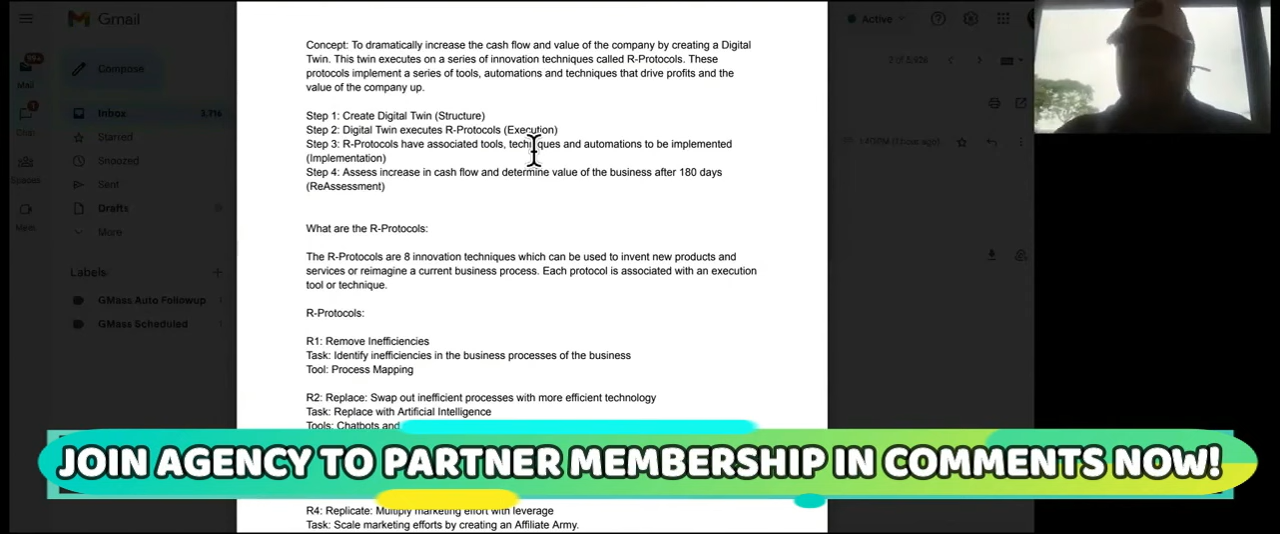 Gmail
Active
99+
Mail
Compose
2 of 5,926
Inbox
3,716
Starred
Snoozed
Sent
Drafts
More
Spaces
Labels
GMass Auto Followup
GMass Scheduled
Concept: To dramatically increase the cash flow and value of the company by creating a Digital
Twin. This twin executes on a series of innovation techniques called R-Protocols. These
protocols implement a series of tools, automations and techniques that drive profits and the
value of the company up.
Step 1: Create Digital Twin (Structure)
Step 2: Digital Twin executes R-Protocols (Execution)
Step 3: R-Protocols have associated tools, techniques and automations to be implemented
(Implementation)
Step 4: Assess increase in cash flow and determine value of the business after 180 days
(ReAssessment)
What are the R-Protocols:
The R-Protocols are 8 innovation techniques which can be used to invent new products and
services or reimagine a current business process. Each protocol is associated with an execution
tool or technique.
R-Protocols:
R1: Remove Inefficiencies
Task: Identify inefficiencies in the business processes of the business
Tool: Process Mapping
R2: Replace: Swap out inefficient processes with more efficient technology
Task: Replace with Artificial Intelligence
Tools: Chatbots and
JOIN AGENCY TO PARTNER MEMBERSHIP IN COMMENTS NOW!
R4: Replicate: Multiply marketing effort with leverage
Task: Scale marketing efforts by creating an Affiliate Army.